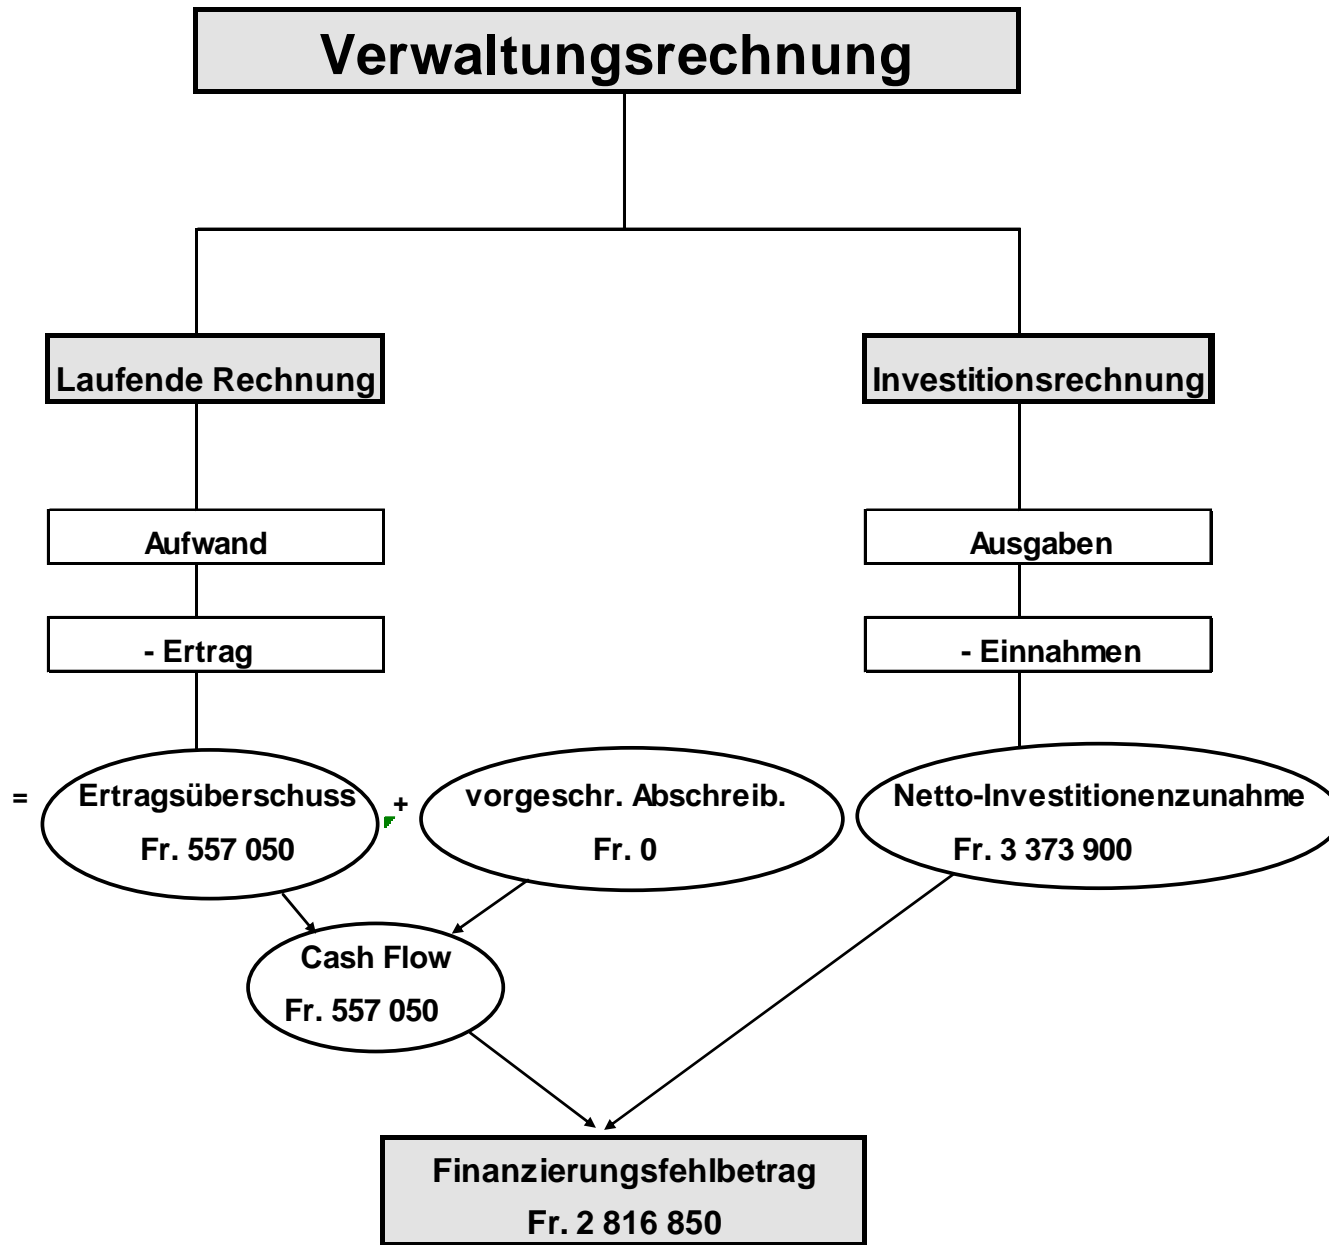 Verwaltungsrechnung
Laufende Rechnung
Investitionsrechnung
Aufwand
Ausgaben
- Ertrag
- Einnahmen
=
Ertragsüberschuss
Fr. 557 050
+
vorgeschr. Abschreib.
Fr. 0
Netto-Investitionenzunahme
Fr. 3 373 900
Cash Flow
Fr. 557 050
Finanzierungsfehlbetrag
Fr. 2 816 850